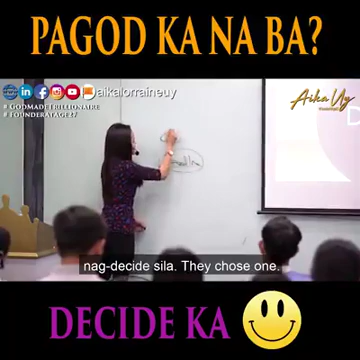 PAGOD KA NA BA?
aikalorraineuy
Aika Uy
#GODMADETRILLIONAIRE
#FOUNDERATAGE27
nag-decide sila. They chose one.
DECIDE KA